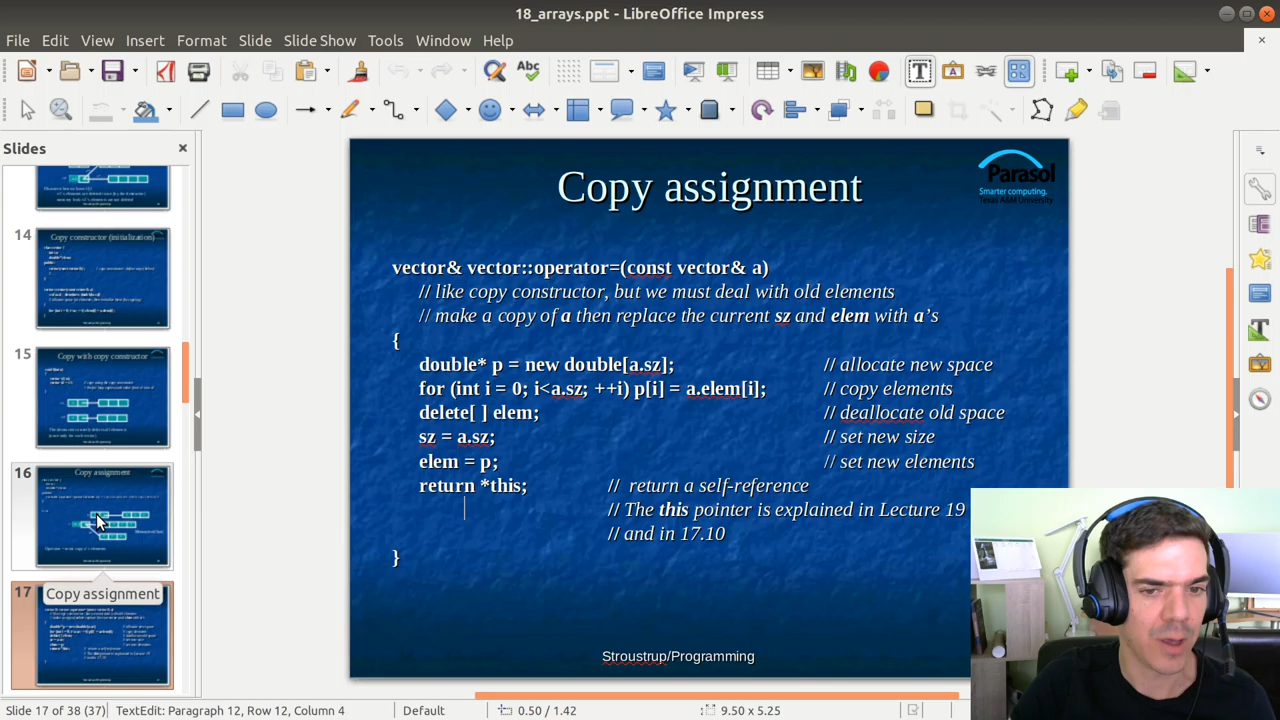 18_arrays.ppt - LibreOffice Impress
File Edit View Insert Format Slide Slide Show Tools Window Help
Abc
Slides
14
Copy constructor (initialization)
15
Copy with copy constructor
16
Copy assignment
Copy assignment
17
Copy assignment
Parasol
Smarter computing.
Texas A&M University
vector& vector::operator=(const vector& a)
// like copy constructor, but we must deal with old elements
// make a copy of a then replace the current sz and elem with a’s
{
double* p = new double[a.sz]; // allocate new space
for (int i = 0; i<a.sz; ++i) p[i] = a.elem[i]; // copy elements
delete[ ] elem; // deallocate old space
sz = a.sz; // set new size
elem = p; // set new elements
return *this; // return a self-reference
// The this pointer is explained in Lecture 19
// and in 17.10
}
Stroustrup/Programming
Slide 17 of 38 (37) TextEdit: Paragraph 12, Row 12, Column 4 Default 0.50 / 1.42 9.50 x 5.25